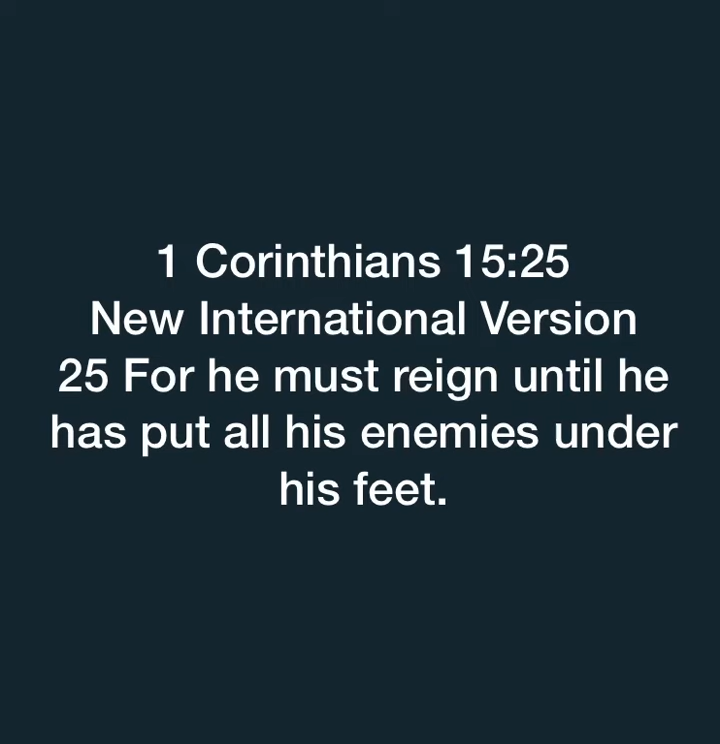 1 Corinthians 15:25
New International Version
25 For he must reign until he
has put all his enemies under
his feet.